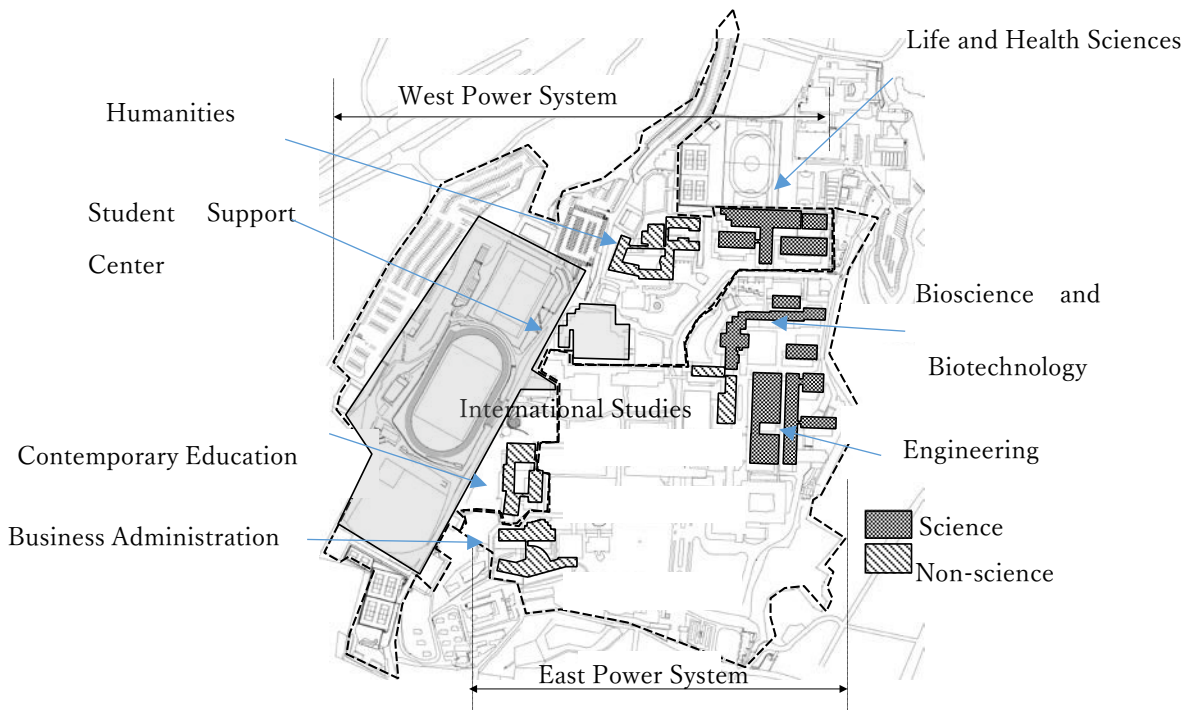 Life and Health Sciences
West Power System
Humanities
Student Support
Center
Bioscience and
Biotechnology
International Studies
Contemporary Education
Engineering
Business Administration
Science
Non-science
East Power System